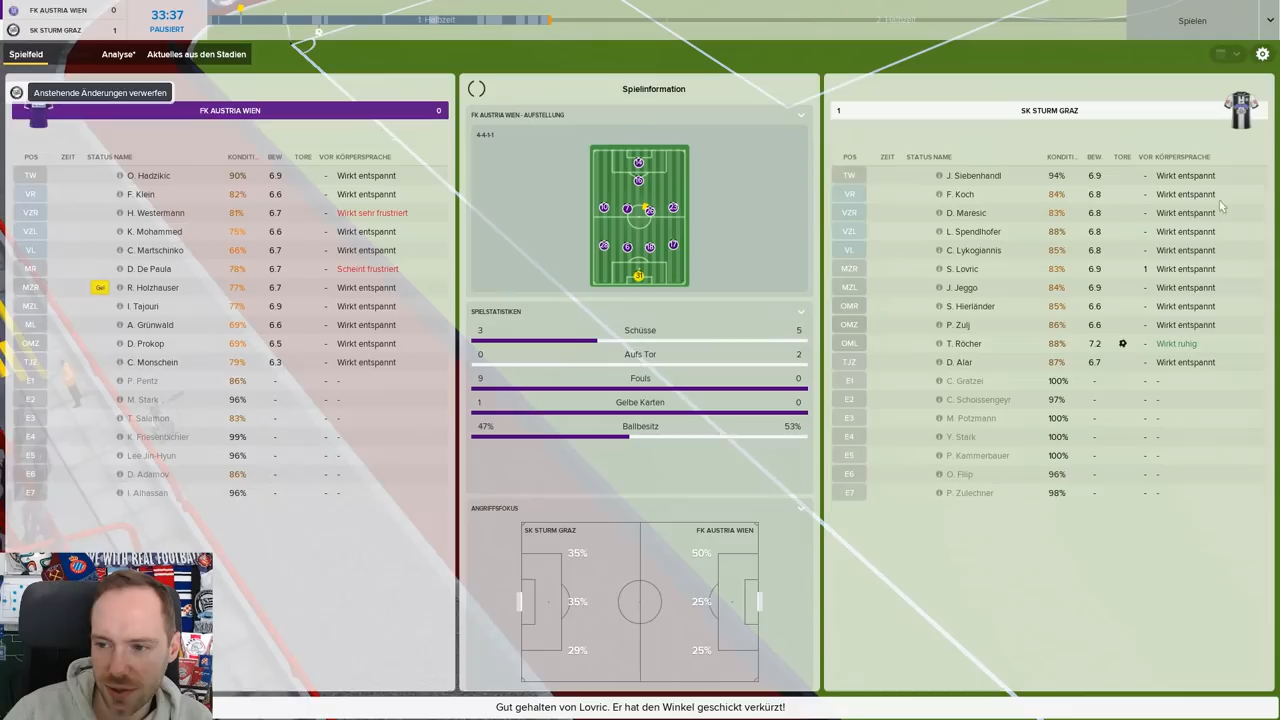 FK AUSTRIA WIEN 0
SK STURM GRAZ 1
33:37
PAUSIERT
1. Halbzeit
2. Halbzeit
Spielen
Spielfeld
Analyse*
Aktuelles aus den Stadien
Anstehende Änderungen verwerfen
FK AUSTRIA WIEN 0
POS ZEIT STATUS NAME KONDITI... BEW. TORE VOR KÖRPERSPRACHE
TW O. Hadzikic 90% 6.9 - Wirkt entspannt
VR F. Klein 82% 6.6 - Wirkt entspannt
VZR H. Westermann 81% 6.7 - Wirkt sehr frustriert
VZL K. Mohammed 75% 6.6 - Wirkt entspannt
VL C. Martschinko 66% 6.7 - Wirkt entspannt
MR D. De Paula 78% 6.7 - Scheint frustriert
MZR Gel R. Holzhauser 77% 6.7 - Wirkt entspannt
MZL I. Tajouri 77% 6.9 - Wirkt entspannt
ML A. Grünwald 69% 6.6 - Wirkt entspannt
OMZ D. Prokop 69% 6.5 - Wirkt entspannt
TJZ C. Monschein 79% 6.3 - Wirkt entspannt
E1 P. Pentz 86% - - -
E2 M. Stark 96% - - -
E3 T. Salamon 83% - - -
E4 K. Friesenbichler 99% - - -
E5 Lee Jin-Hyun 96% - - -
E6 D. Adamov 86% - - -
E7 I. Alhassan 96% - - -
Spielinformation
FK AUSTRIA WIEN - AUFSTELLUNG
4-4-1-1
SPIELSTATISTIKEN
3 Schüsse 5
0 Aufs Tor 2
9 Fouls 0
1 Gelbe Karten 0
47% Ballbesitz 53%
ANGRIFFSFOKUS
SK STURM GRAZ FK AUSTRIA WIEN
35% 50%
35% 25%
29% 25%
1 SK STURM GRAZ
POS ZEIT STATUS NAME KONDITI... BEW. TORE VOR KÖRPERSPRACHE
TW J. Siebenhandl 94% 6.9 - Wirkt entspannt
VR F. Koch 84% 6.8 - Wirkt entspannt
VZR D. Maresic 83% 6.8 - Wirkt entspannt
VZL L. Spendlhofer 88% 6.8 - Wirkt entspannt
VL C. Lykogiannis 85% 6.8 - Wirkt entspannt
MZR S. Lovric 83% 6.9 1 Wirkt entspannt
MZL J. Jeggo 84% 6.9 - Wirkt entspannt
OMR S. Hierländer 85% 6.6 - Wirkt entspannt
OMZ P. Zulj 86% 6.6 - Wirkt entspannt
OML T. Röcher 88% 7.2 - Wirkt ruhig
TJZ D. Alar 87% 6.7 - Wirkt entspannt
E1 C. Gratzei 100% - - -
E2 C. Schoissengeyr 97% - - -
E3 M. Potzmann 100% - - -
E4 Y. Stark 100% - - -
E5 P. Kammerbauer 100% - - -
E6 O. Filip 96% - - -
E7 P. Zulechner 98% - - -
Gut gehalten von Lovric. Er hat den Winkel geschickt verkürzt!